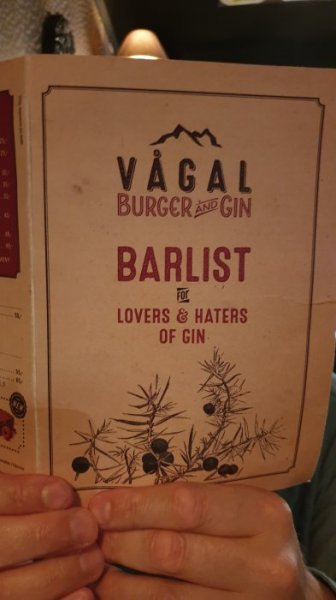 VÅGAL
BURGER AND GIN
BARLIST
FOR
LOVERS & HATERS
OF GIN